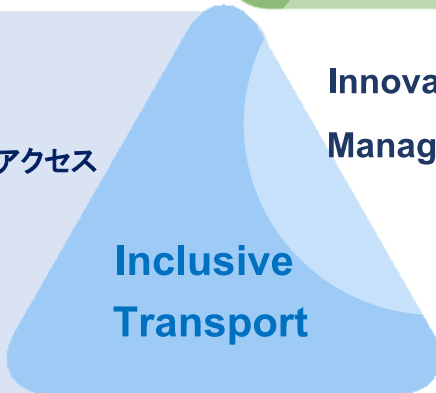 Innova
Manag
アクセス
Inclusive
Transport